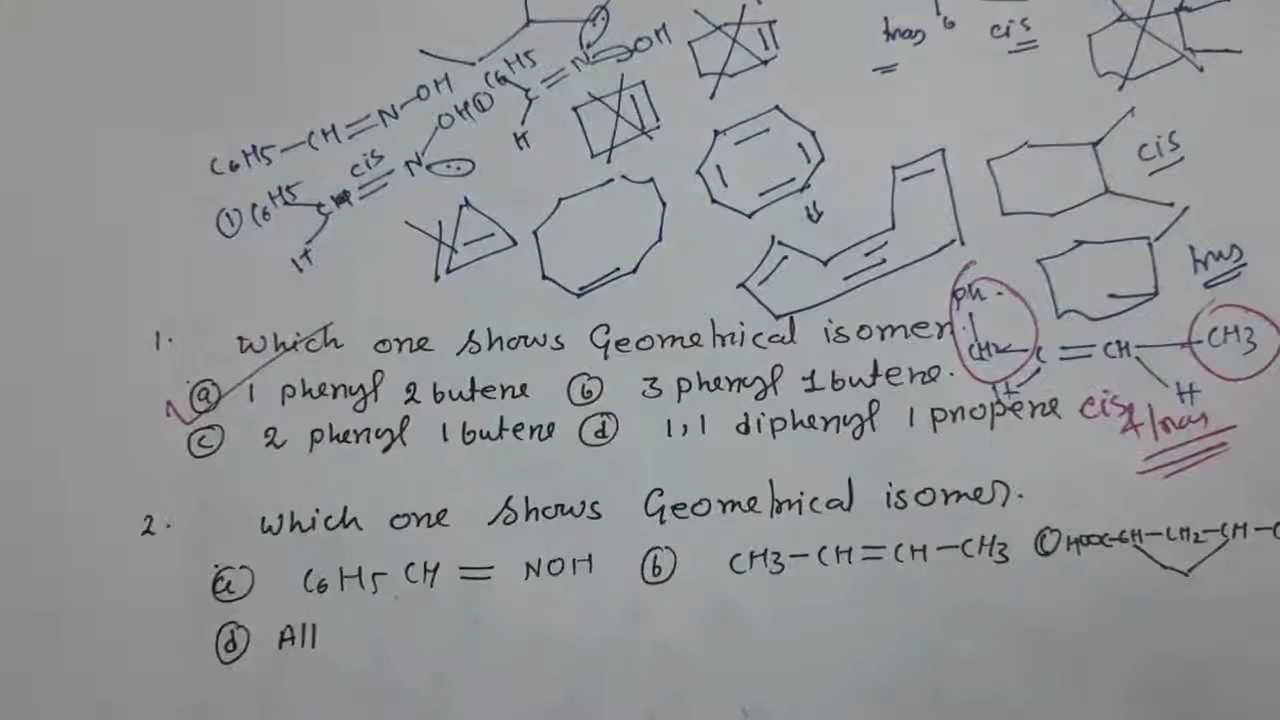 trans cis
C6H5-CH=N-OH
C6H5 C=N OH
H
① C6H5 cis N OH
H
cis
trans
1. Which one shows Geometrical isomer.
ph.
CH2-C=CH-CH3
H H
ⓐ 1 phenyl 2 butene ⓑ 3 phenyl 1 butene.
ⓒ 2 phenyl 1 butene ⓓ 1,1 diphenyl 1 propene cis trans
2. Which one shows Geometrical isomer.
ⓐ C6H5 CH = NOH ⓑ CH3-CH=CH-CH3 ⓒ HOOC-CH-CH2-CH-C
ⓓ All